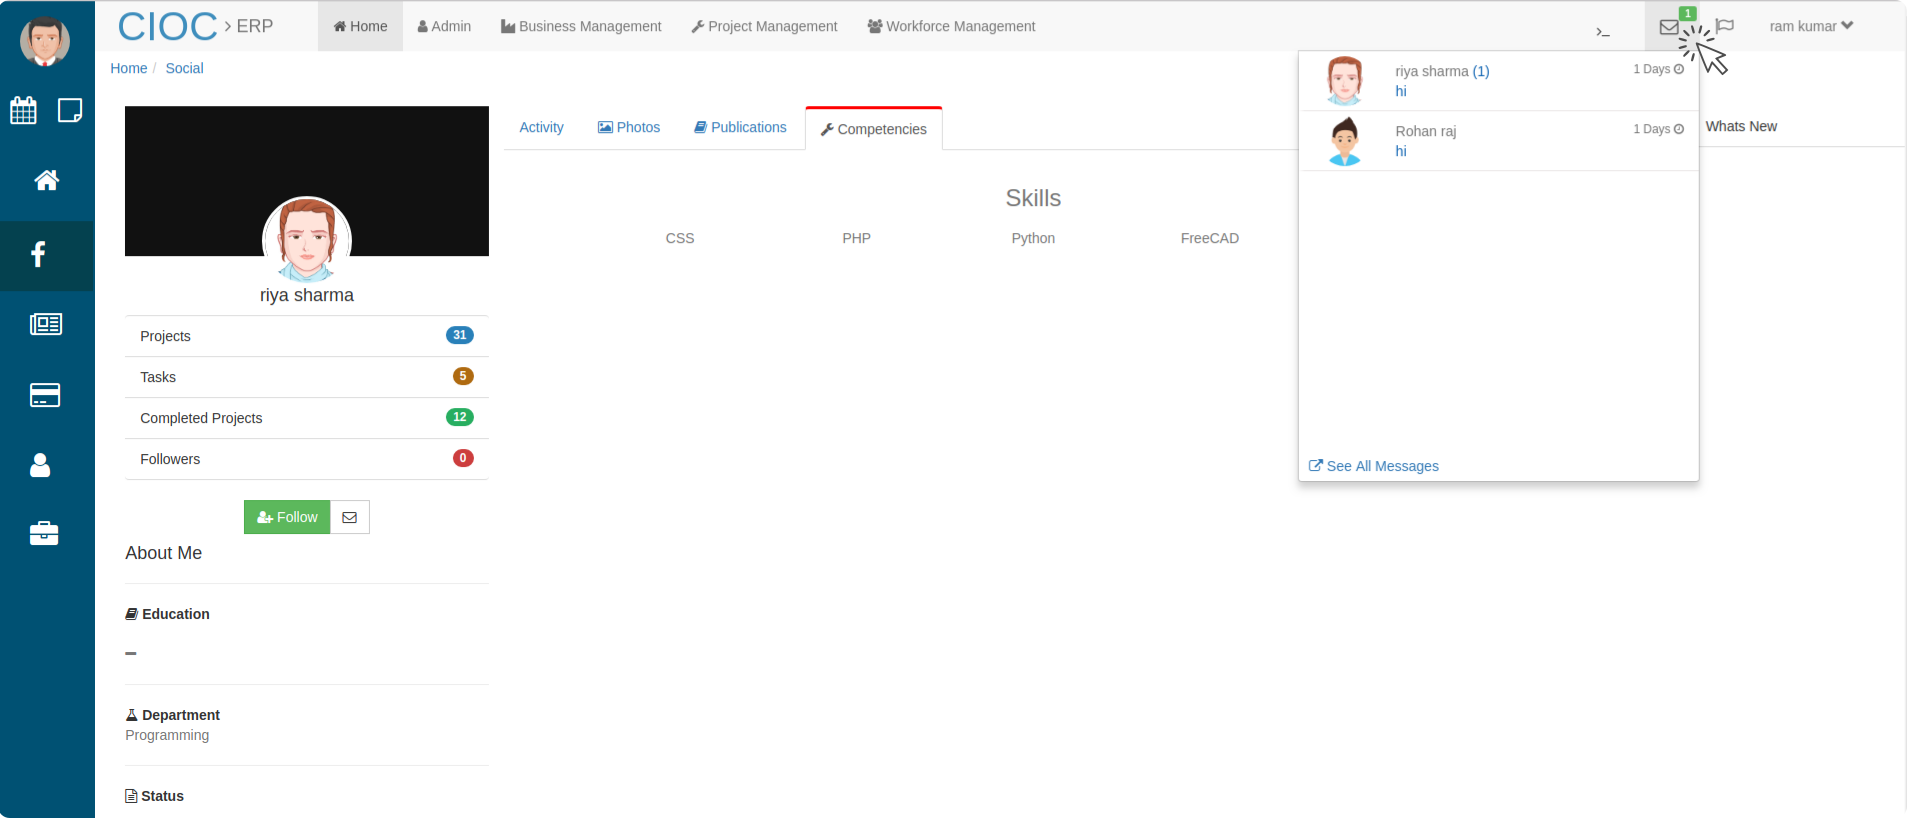 CIOC > ERP
Home
Admin
Business Management
Project Management
Workforce Management
>_
1
ram kumar
Home / Social
riya sharma (1)
1 Days
hi
Rohan raj
1 Days
hi
See All Messages
Activity
Photos
Publications
Competencies
Whats New
Skills
CSS
PHP
Python
FreeCAD
riya sharma
Projects 31
Tasks 5
Completed Projects 12
Followers 0
Follow
About Me
Education
–
Department
Programming
Status